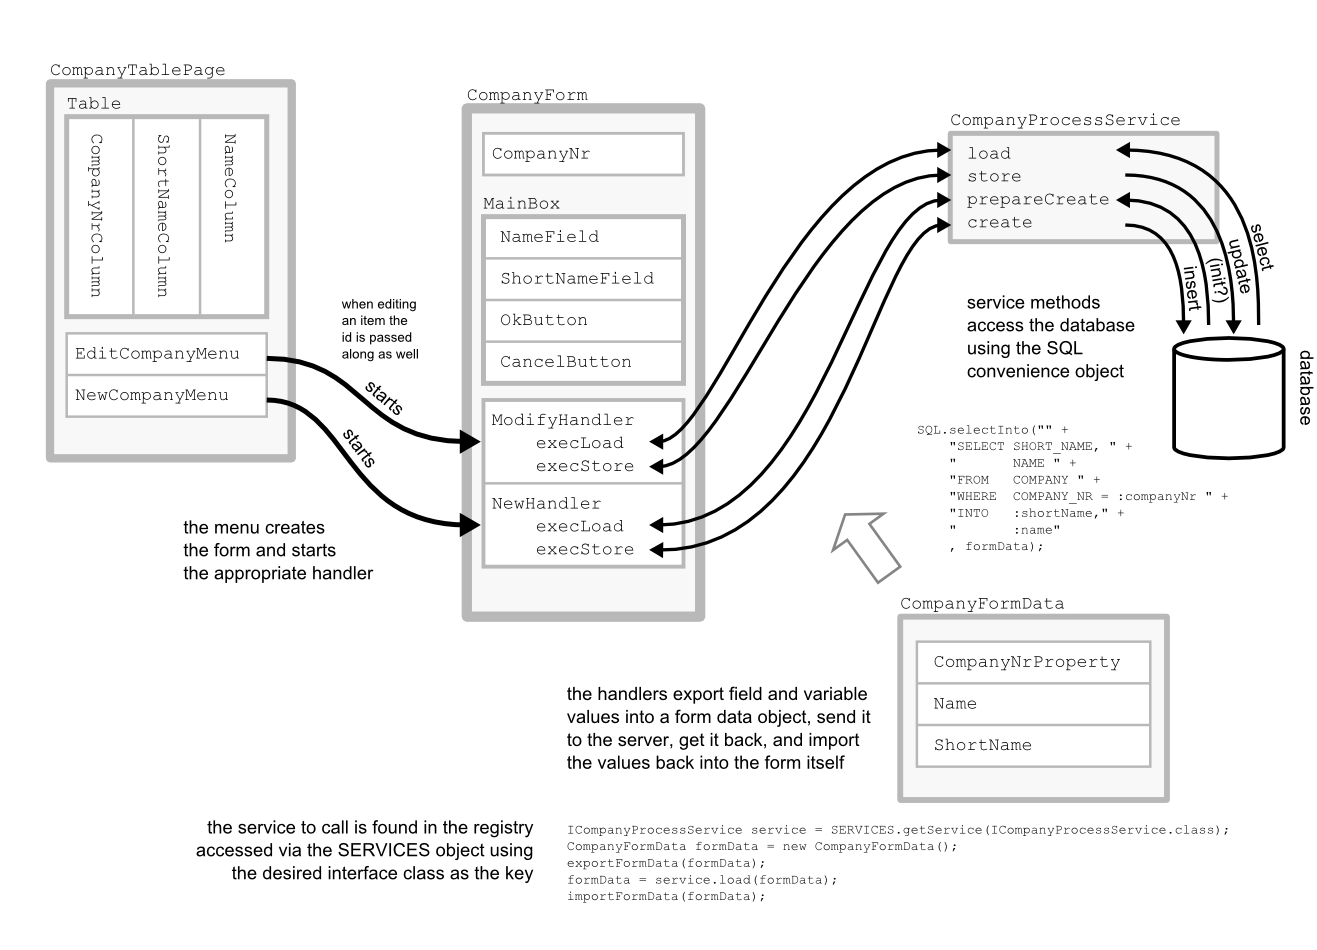 CompanyTablePage
Table
CompanyNrColumn
ShortNameColumn
NameColumn
EditCompanyMenu
NewCompanyMenu
when editing
an item the
id is passed
along as well
starts
starts
the menu creates
the form and starts
the appropriate handler
CompanyForm
CompanyNr
MainBox
NameField
ShortNameField
OkButton
CancelButton
ModifyHandler
execLoad
execStore
NewHandler
execLoad
execStore
CompanyProcessService
load
store
prepareCreate
create
insert
(init?)
update
select
service methods
access the database
using the SQL
convenience object
database
SQL.selectInto("" +
"SELECT SHORT_NAME, " +
"       NAME " +
"FROM   COMPANY " +
"WHERE  COMPANY_NR = :companyNr " +
"INTO   :shortName," +
"       :name"
, formData);
CompanyFormData
CompanyNrProperty
Name
ShortName
the handlers export field and variable
values into a form data object, send it
to the server, get it back, and import
the values back into the form itself
the service to call is found in the registry
accessed via the SERVICES object using
the desired interface class as the key
ICompanyProcessService service = SERVICES.getService(ICompanyProcessService.class);
CompanyFormData formData = new CompanyFormData();
exportFormData(formData);
formData = service.load(formData);
importFormData(formData);